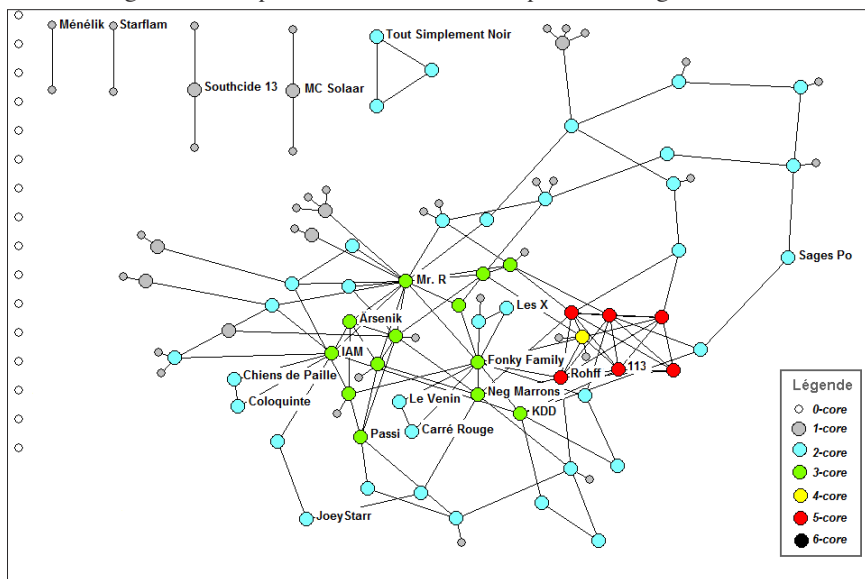 Ménélik
Starflam
Tout Simplement Noir
Southcide 13
MC Solaar
Sages Po
Mr. R
Les X
Arsenik
IAM
Fonky Family
Rohff
113
Chiens de Paille
Coloquinte
Le Venin
Neg Marrons
KDD
Carré Rouge
Passi
JoeyStarr
Légende
0-core
1-core
2-core
3-core
4-core
5-core
6-core